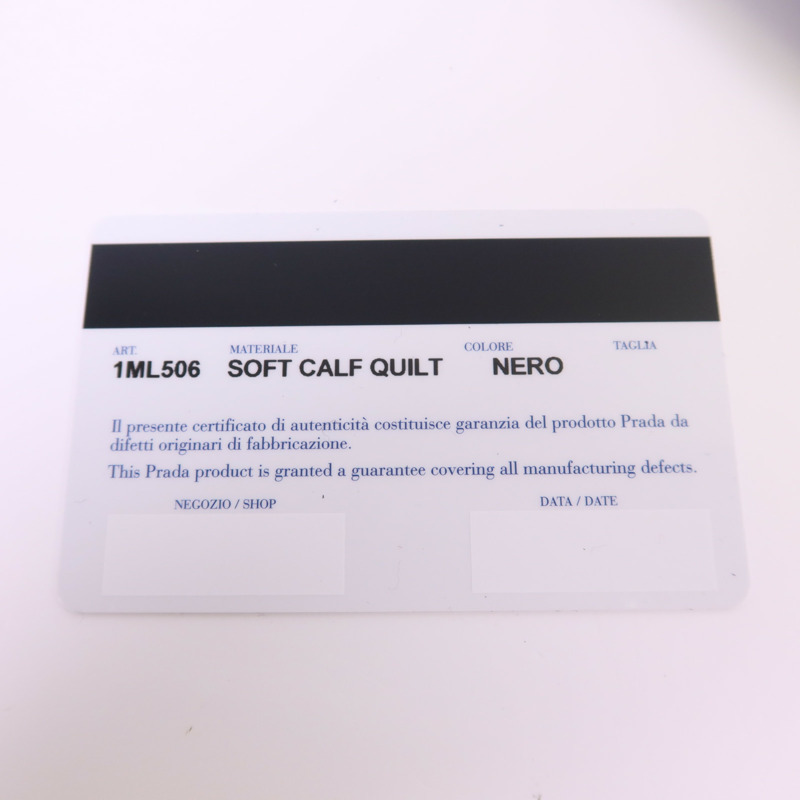 ART. MATERIALE COLORE TAGLIA
1ML506 SOFT CALF QUILT NERO
Il presente certificato di autenticità costituisce garanzia del prodotto Prada da
difetti originari di fabbricazione.
This Prada product is granted a guarantee covering all manufacturing defects.
NEGOZIO / SHOP DATA / DATE